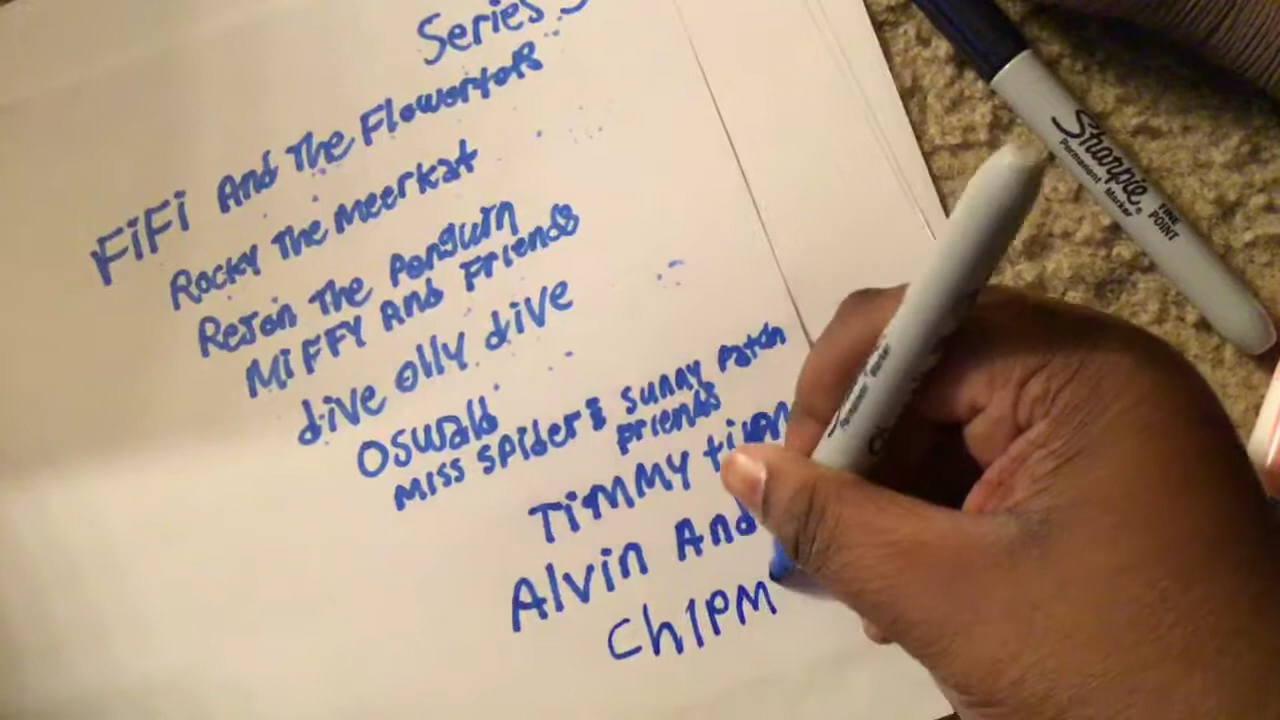 Series
FiFi And The Flowertots
Rocky The Meerkat
Rejon The Penguin
Miffy And Friends
dive olly dive
Oswald
Miss Spider's Sunny Patch
Friends
Timmy time
Alvin And
ChIPM
Sharpie
Permanent Marker
FINE
POINT